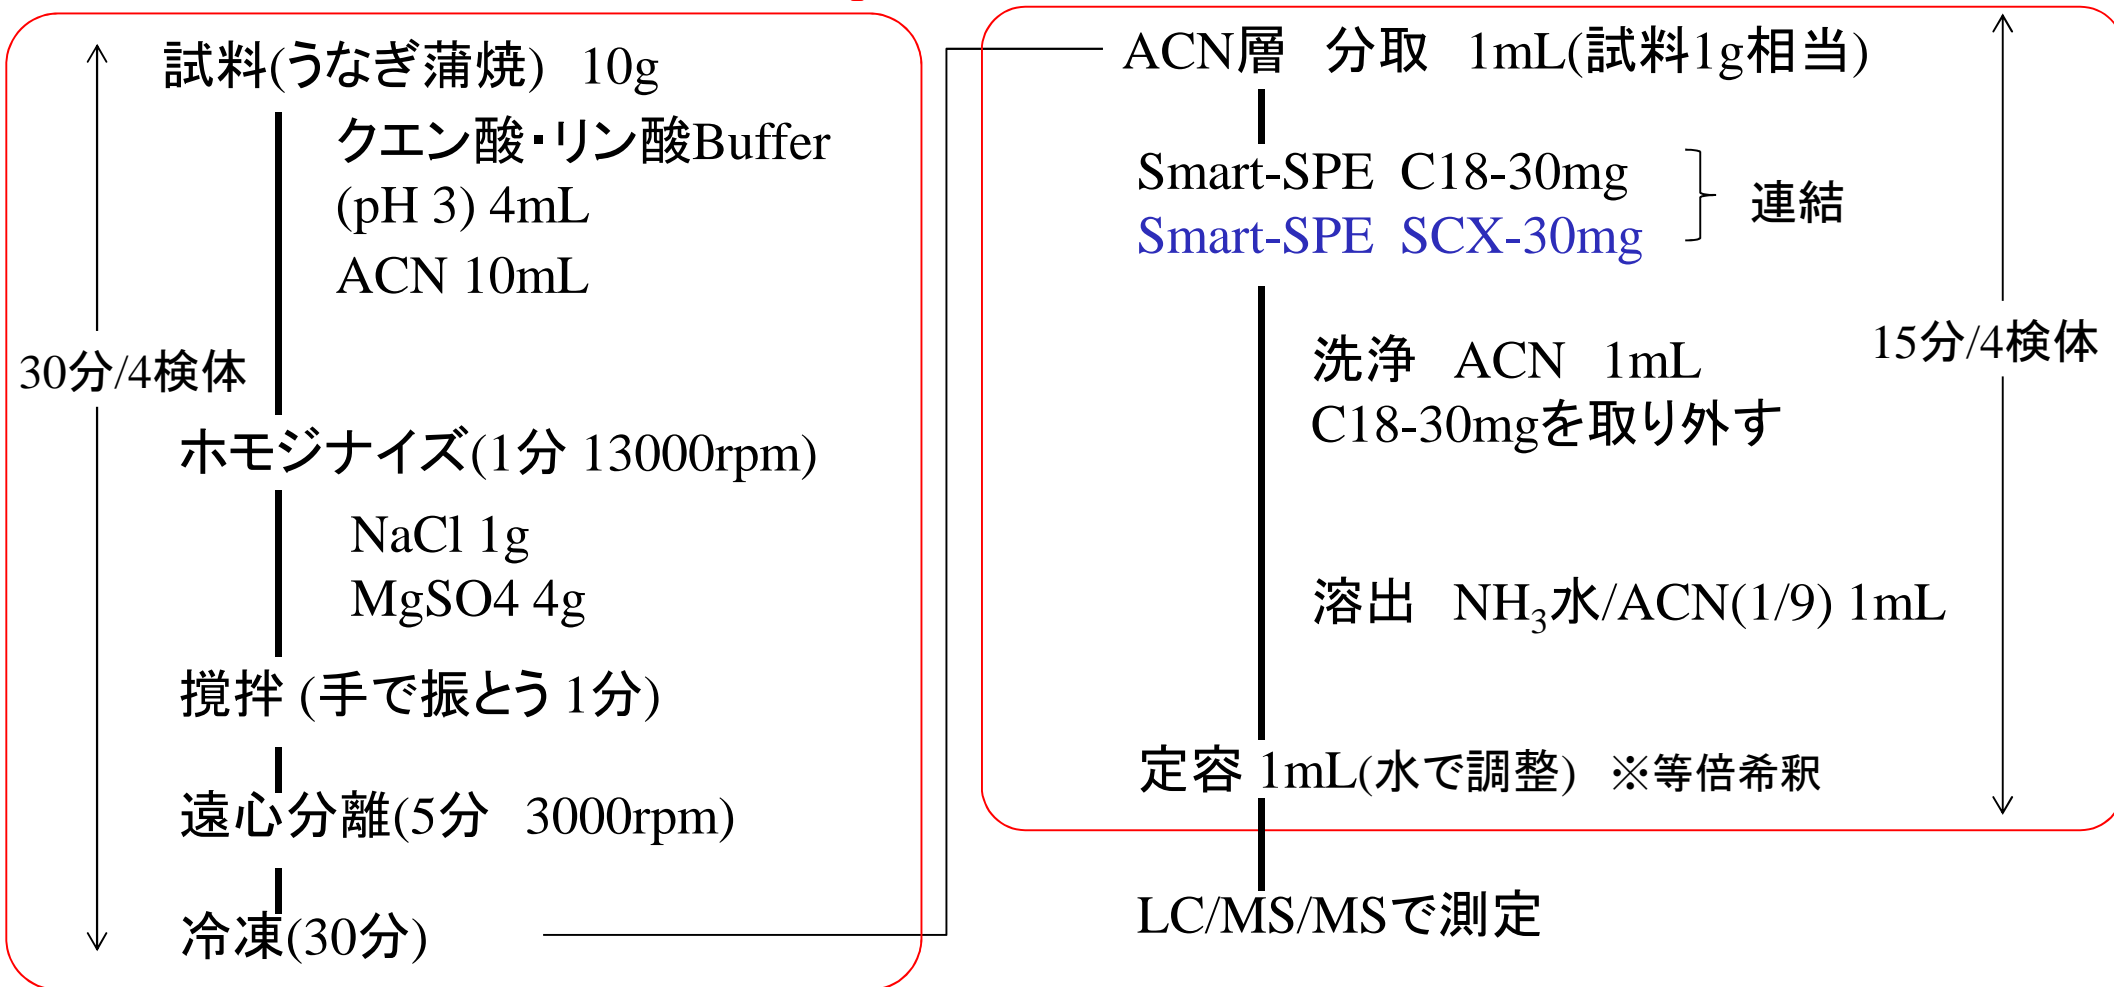 試料(うなぎ蒲焼) 10g
クエン酸・リン酸Buffer
(pH 3) 4mL
ACN 10mL
30分/4検体
ホモジナイズ(1分 13000rpm)
NaCl 1g
MgSO4 4g
撹拌 (手で振とう 1分)
遠心分離(5分 3000rpm)
冷凍(30分)
ACN層 分取 1mL(試料1g相当)
Smart-SPE C18-30mg
Smart-SPE SCX-30mg
連結
15分/4検体
洗浄 ACN 1mL
C18-30mgを取り外す
溶出 NH₃水/ACN(1/9) 1mL
定容 1mL(水で調整) ※等倍希釈
LC/MS/MSで測定